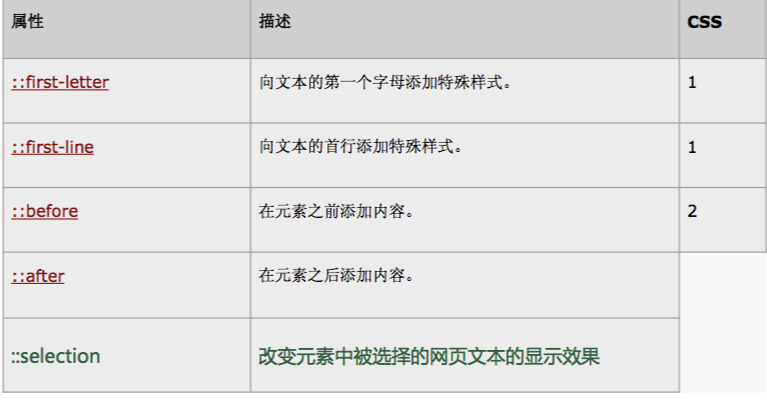 属性 描述 CSS
::first-letter 向文本的第一个字母添加特殊样式。 1
::first-line 向文本的首行添加特殊样式。 1
::before 在元素之前添加内容。 2
::after 在元素之后添加内容。
::selection 改变元素中被选择的网页文本的显示效果